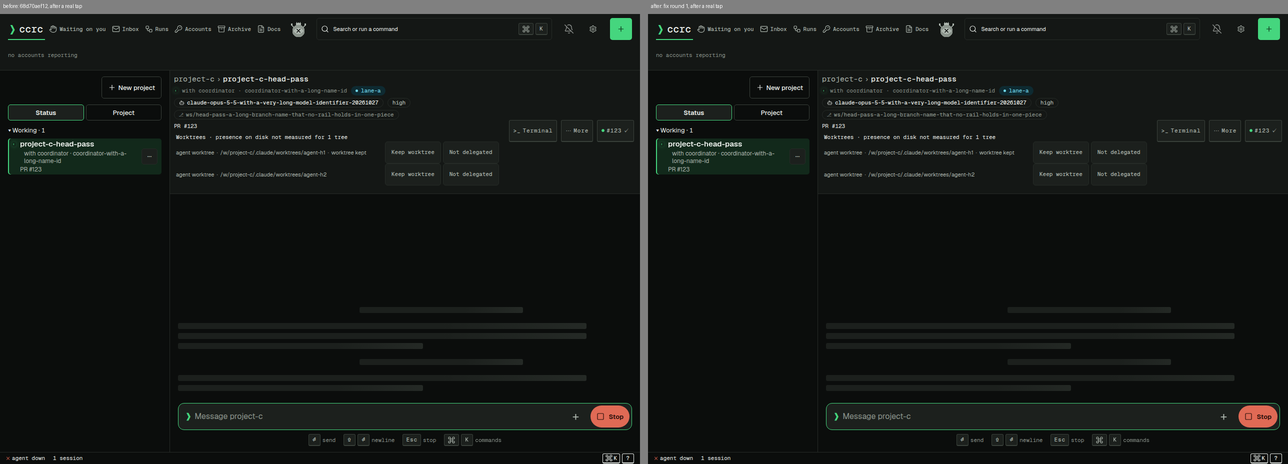 before: 68d70aef12, after a real tap
ccrc Waiting on you Inbox Runs Accounts Archive Docs Search or run a command ⌘ K +
no accounts reporting
+ New project
Status Project
▾ Working · 1
project-c-head-pass
with coordinator · coordinator-with-a-
long-name-id
PR #123
project-c › project-c-head-pass
with coordinator · coordinator-with-a-long-name-id lane-a
claude-opus-5-5-with-a-very-long-model-identifier-20261027 high
ws/head-pass-a-long-branch-name-that-no-rail-holds-in-one-piece
PR #123
>_ Terminal ··· More #123 ✓
Worktrees · presence on disk not measured for 1 tree
agent worktree · /w/project-c/.claude/worktrees/agent-h1 · worktree kept Keep worktree Not delegated
agent worktree · /w/project-c/.claude/worktrees/agent-h2 Keep worktree Not delegated
Message project-c + Stop
send newline Esc stop ⌘ K commands
× agent down 1 session ⌘K ?
after: fix round 1, after a real tap
ccrc Waiting on you Inbox Runs Accounts Archive Docs Search or run a command ⌘ K +
no accounts reporting
+ New project
Status Project
▾ Working · 1
project-c-head-pass
with coordinator · coordinator-with-a-
long-name-id
PR #123
project-c › project-c-head-pass
with coordinator · coordinator-with-a-long-name-id lane-a
claude-opus-5-5-with-a-very-long-model-identifier-20261027 high
ws/head-pass-a-long-branch-name-that-no-rail-holds-in-one-piece
PR #123
>_ Terminal ··· More #123 ✓
Worktrees · presence on disk not measured for 1 tree
agent worktree · /w/project-c/.claude/worktrees/agent-h1 · worktree kept Keep worktree Not delegated
agent worktree · /w/project-c/.claude/worktrees/agent-h2 Keep worktree Not delegated
Message project-c + Stop
send newline Esc stop ⌘ K commands
× agent down 1 session ⌘K ?